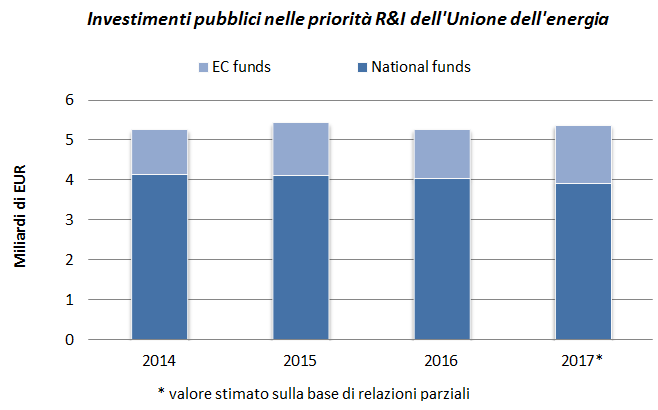 Investimenti pubblici nelle priorità R&I dell'Unione dell'energia
EC funds
National funds
Miliardi di EUR
6
5
4
3
2
1
0
2014
2015
2016
2017*
* valore stimato sulla base di relazioni parziali